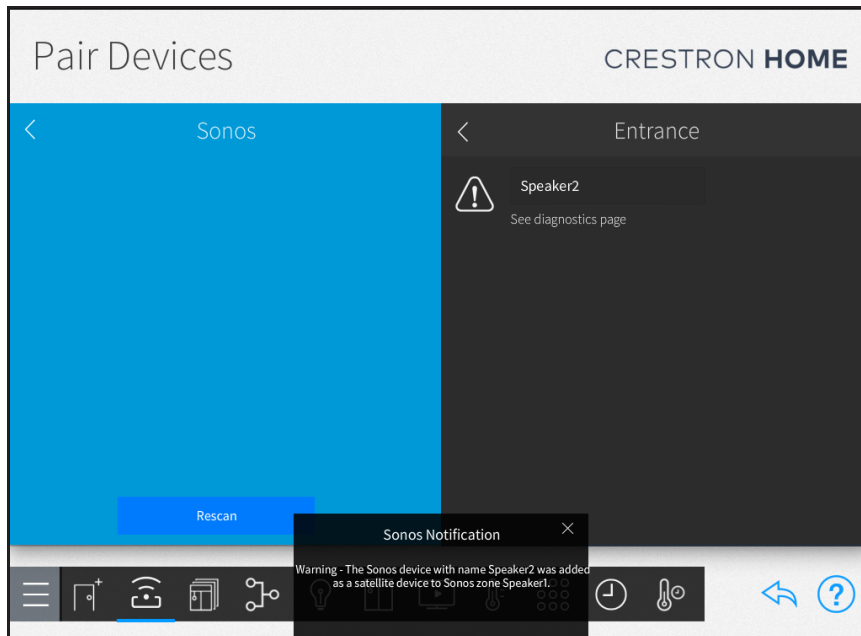 Pair Devices
CRESTRON HOME
Sonos
Entrance
Speaker2
See diagnostics page
Rescan
Sonos Notification
Warning - The Sonos device with name Speaker2 was added
as a satellite device to Sonos zone Speaker1.